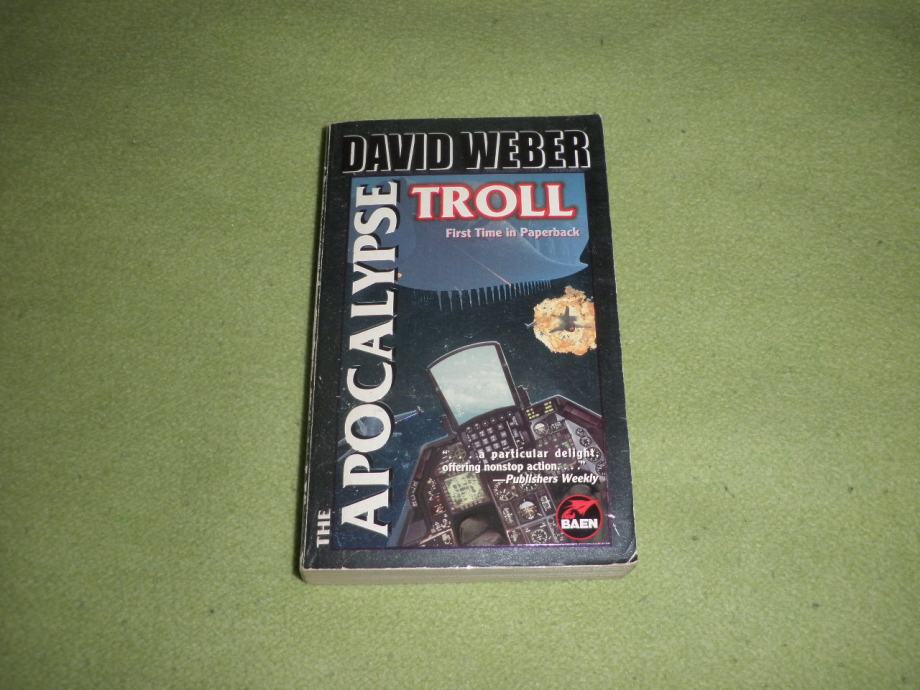 DAVID WEBER
THE APOCALYPSE
TROLL
First Time in Paperback
". . . . a particular delight,
offering nonstop action. . . ."
—Publishers Weekly
BAEN